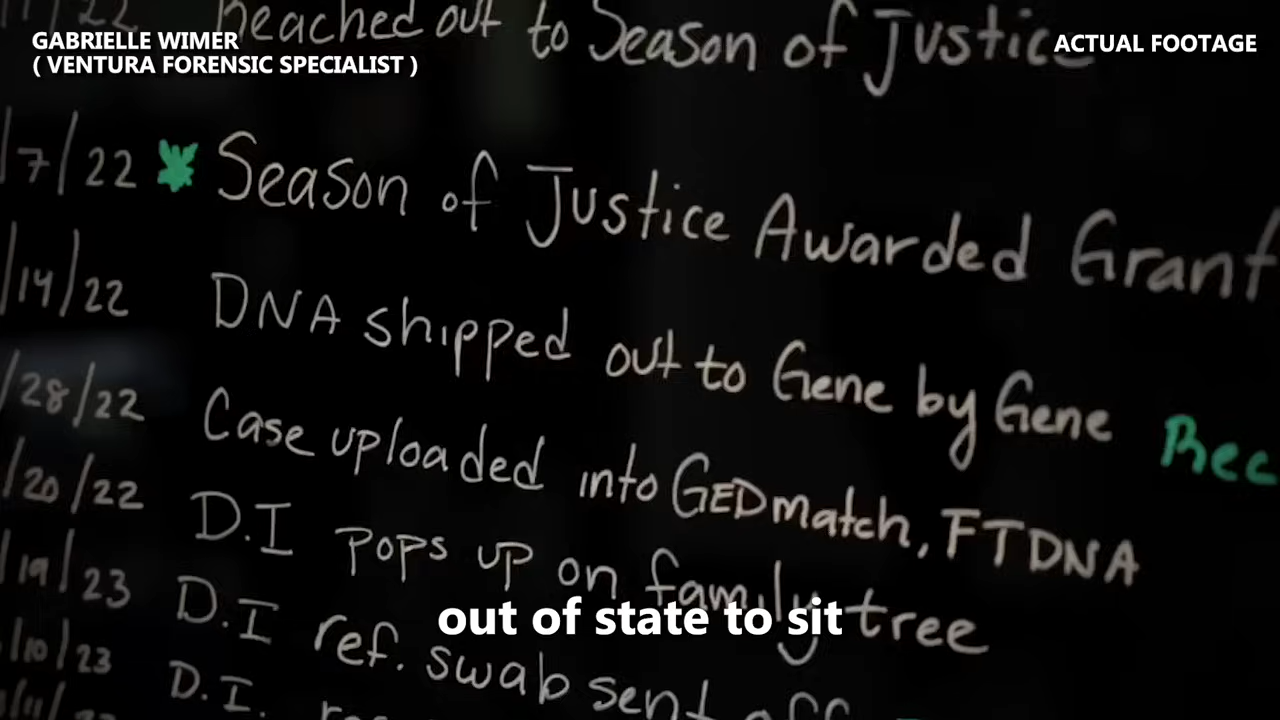 GABRIELLE WIMER
( VENTURA FORENSIC SPECIALIST )
ACTUAL FOOTAGE
/22 Reached out to Season of Justice
/7/22 Season of Justice Awarded Grant
/14/22 DNA shipped out to Gene by Gene
/28/22 Case uploaded into GEDmatch, FTDNA
/20/22 D.I pops up on family tree
/19/23 D.I ref. swab sent off
/10/23 D.I.
out of state to sit